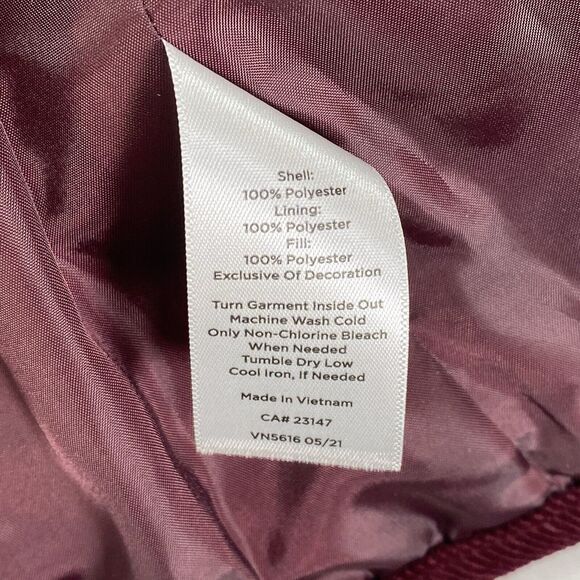 Shell:
100% Polyester
Lining:
100% Polyester
Fill:
100% Polyester
Exclusive Of Decoration
Turn Garment Inside Out
Machine Wash Cold
Only Non-Chlorine Bleach
When Needed
Tumble Dry Low
Cool Iron, If Needed
Made In Vietnam
CA# 23147
VN5616 05/21